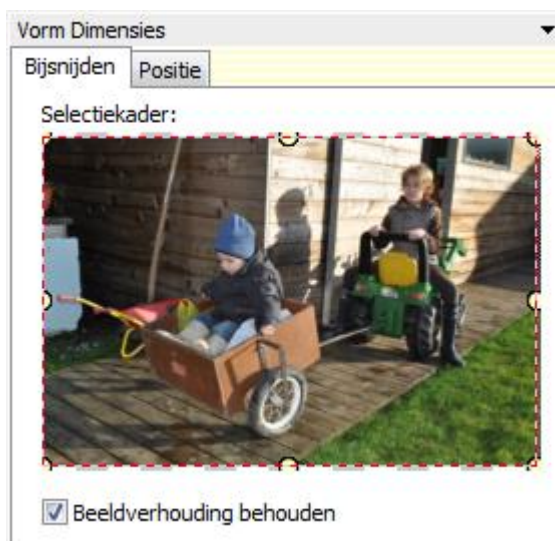 Vorm Dimensies
Bijsnijden Positie
Selectiekader:
Beeldverhouding behouden